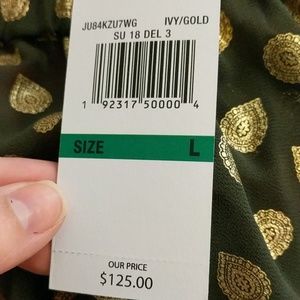 JU84KZU7WG IVY/GOLD
SU 18 DEL 3
1 92317 50000 4
SIZE L
OUR PRICE
$125.00